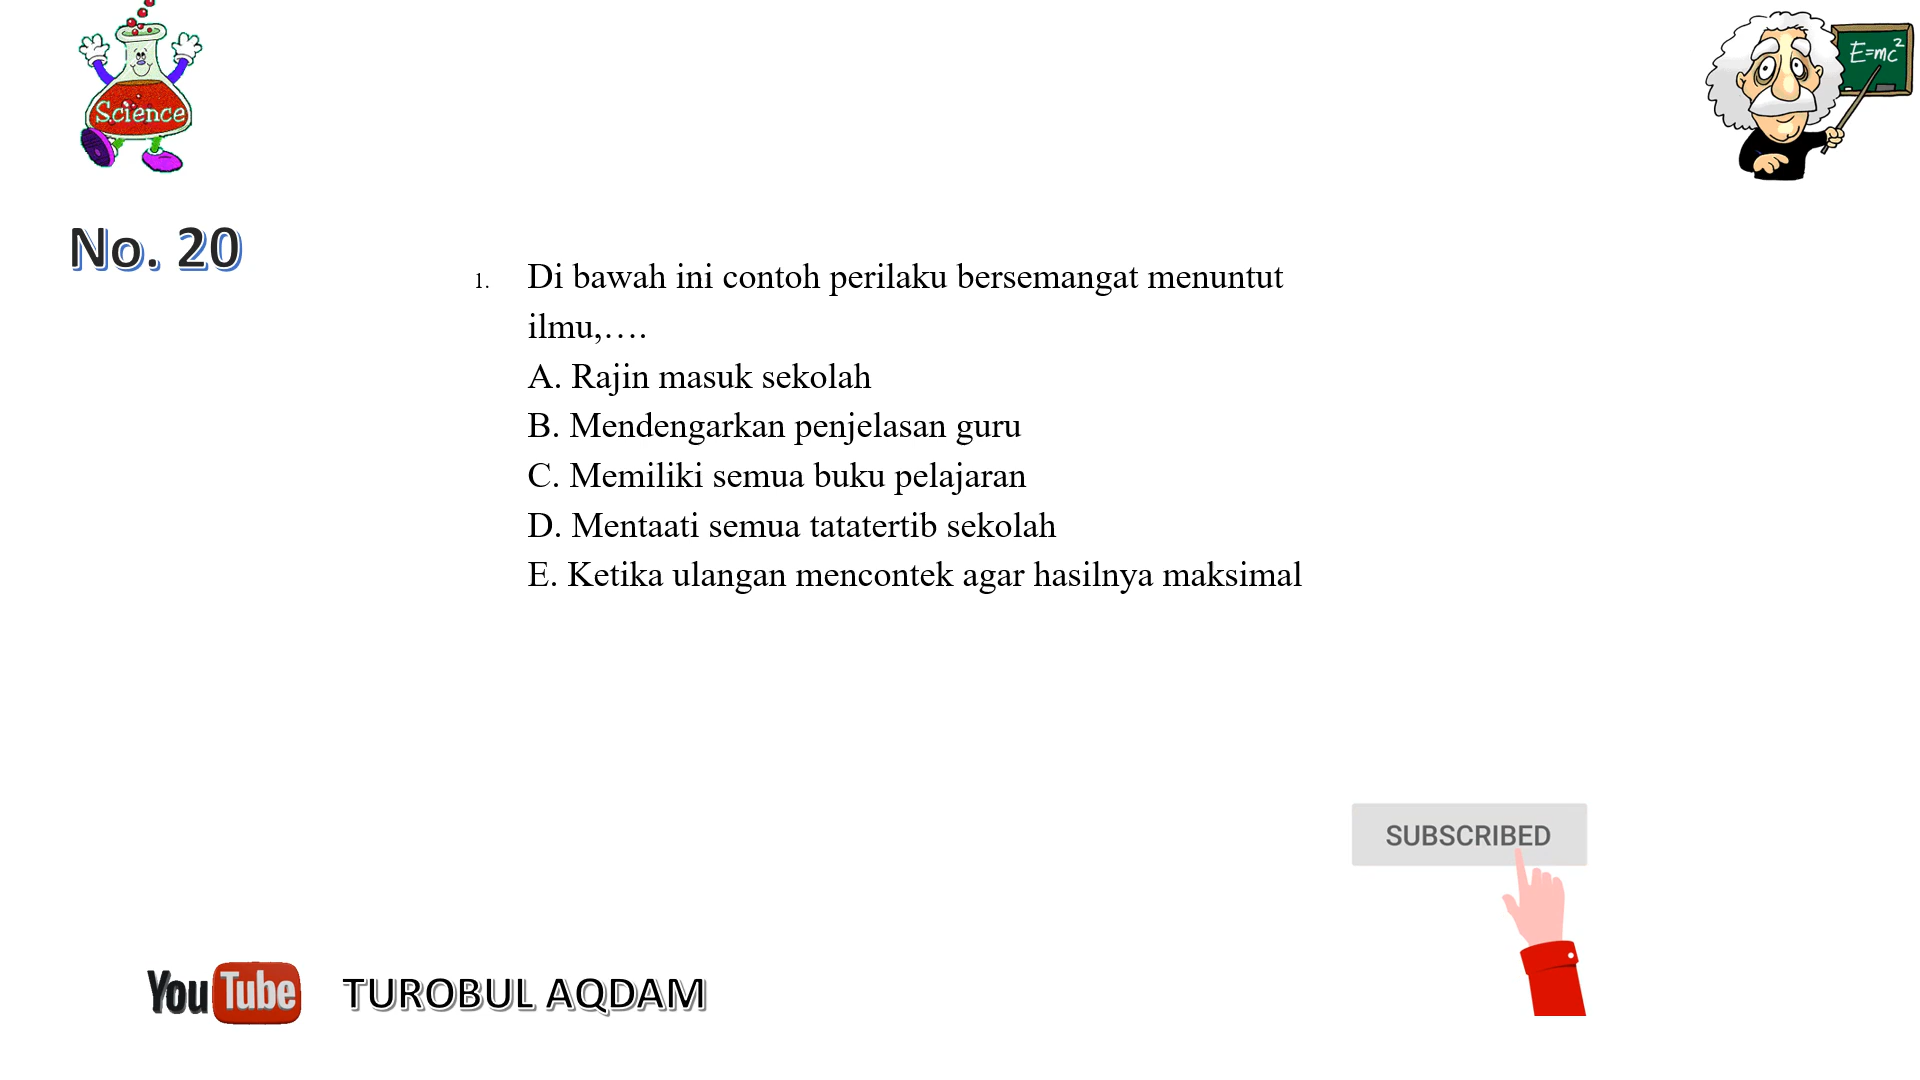 Science
E=mc²
No. 20
1. Di bawah ini contoh perilaku bersemangat menuntut
ilmu,….
A. Rajin masuk sekolah
B. Mendengarkan penjelasan guru
C. Memiliki semua buku pelajaran
D. Mentaati semua tatatertib sekolah
E. Ketika ulangan mencontek agar hasilnya maksimal
SUBSCRIBED
YouTube TUROBUL AQDAM